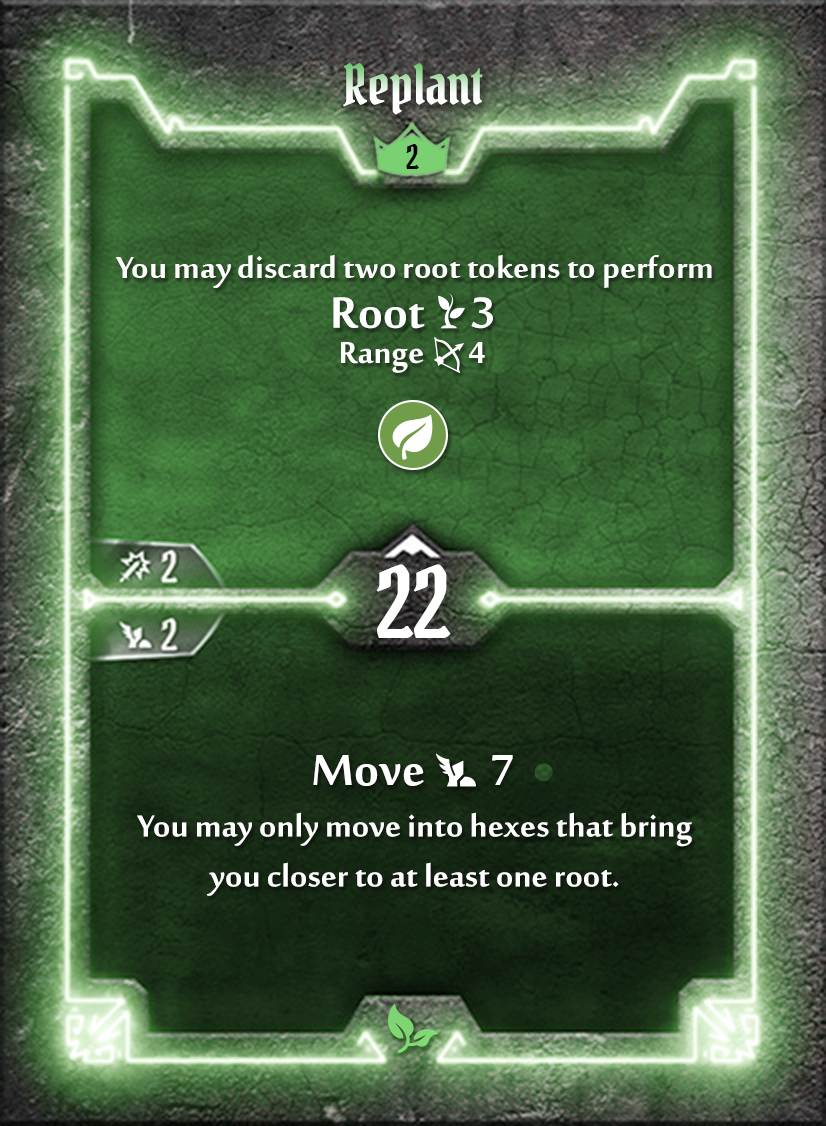 Replant
2
You may discard two root tokens to perform
Root 3
Range 4
2
22
2
Move 7
You may only move into hexes that bring
you closer to at least one root.